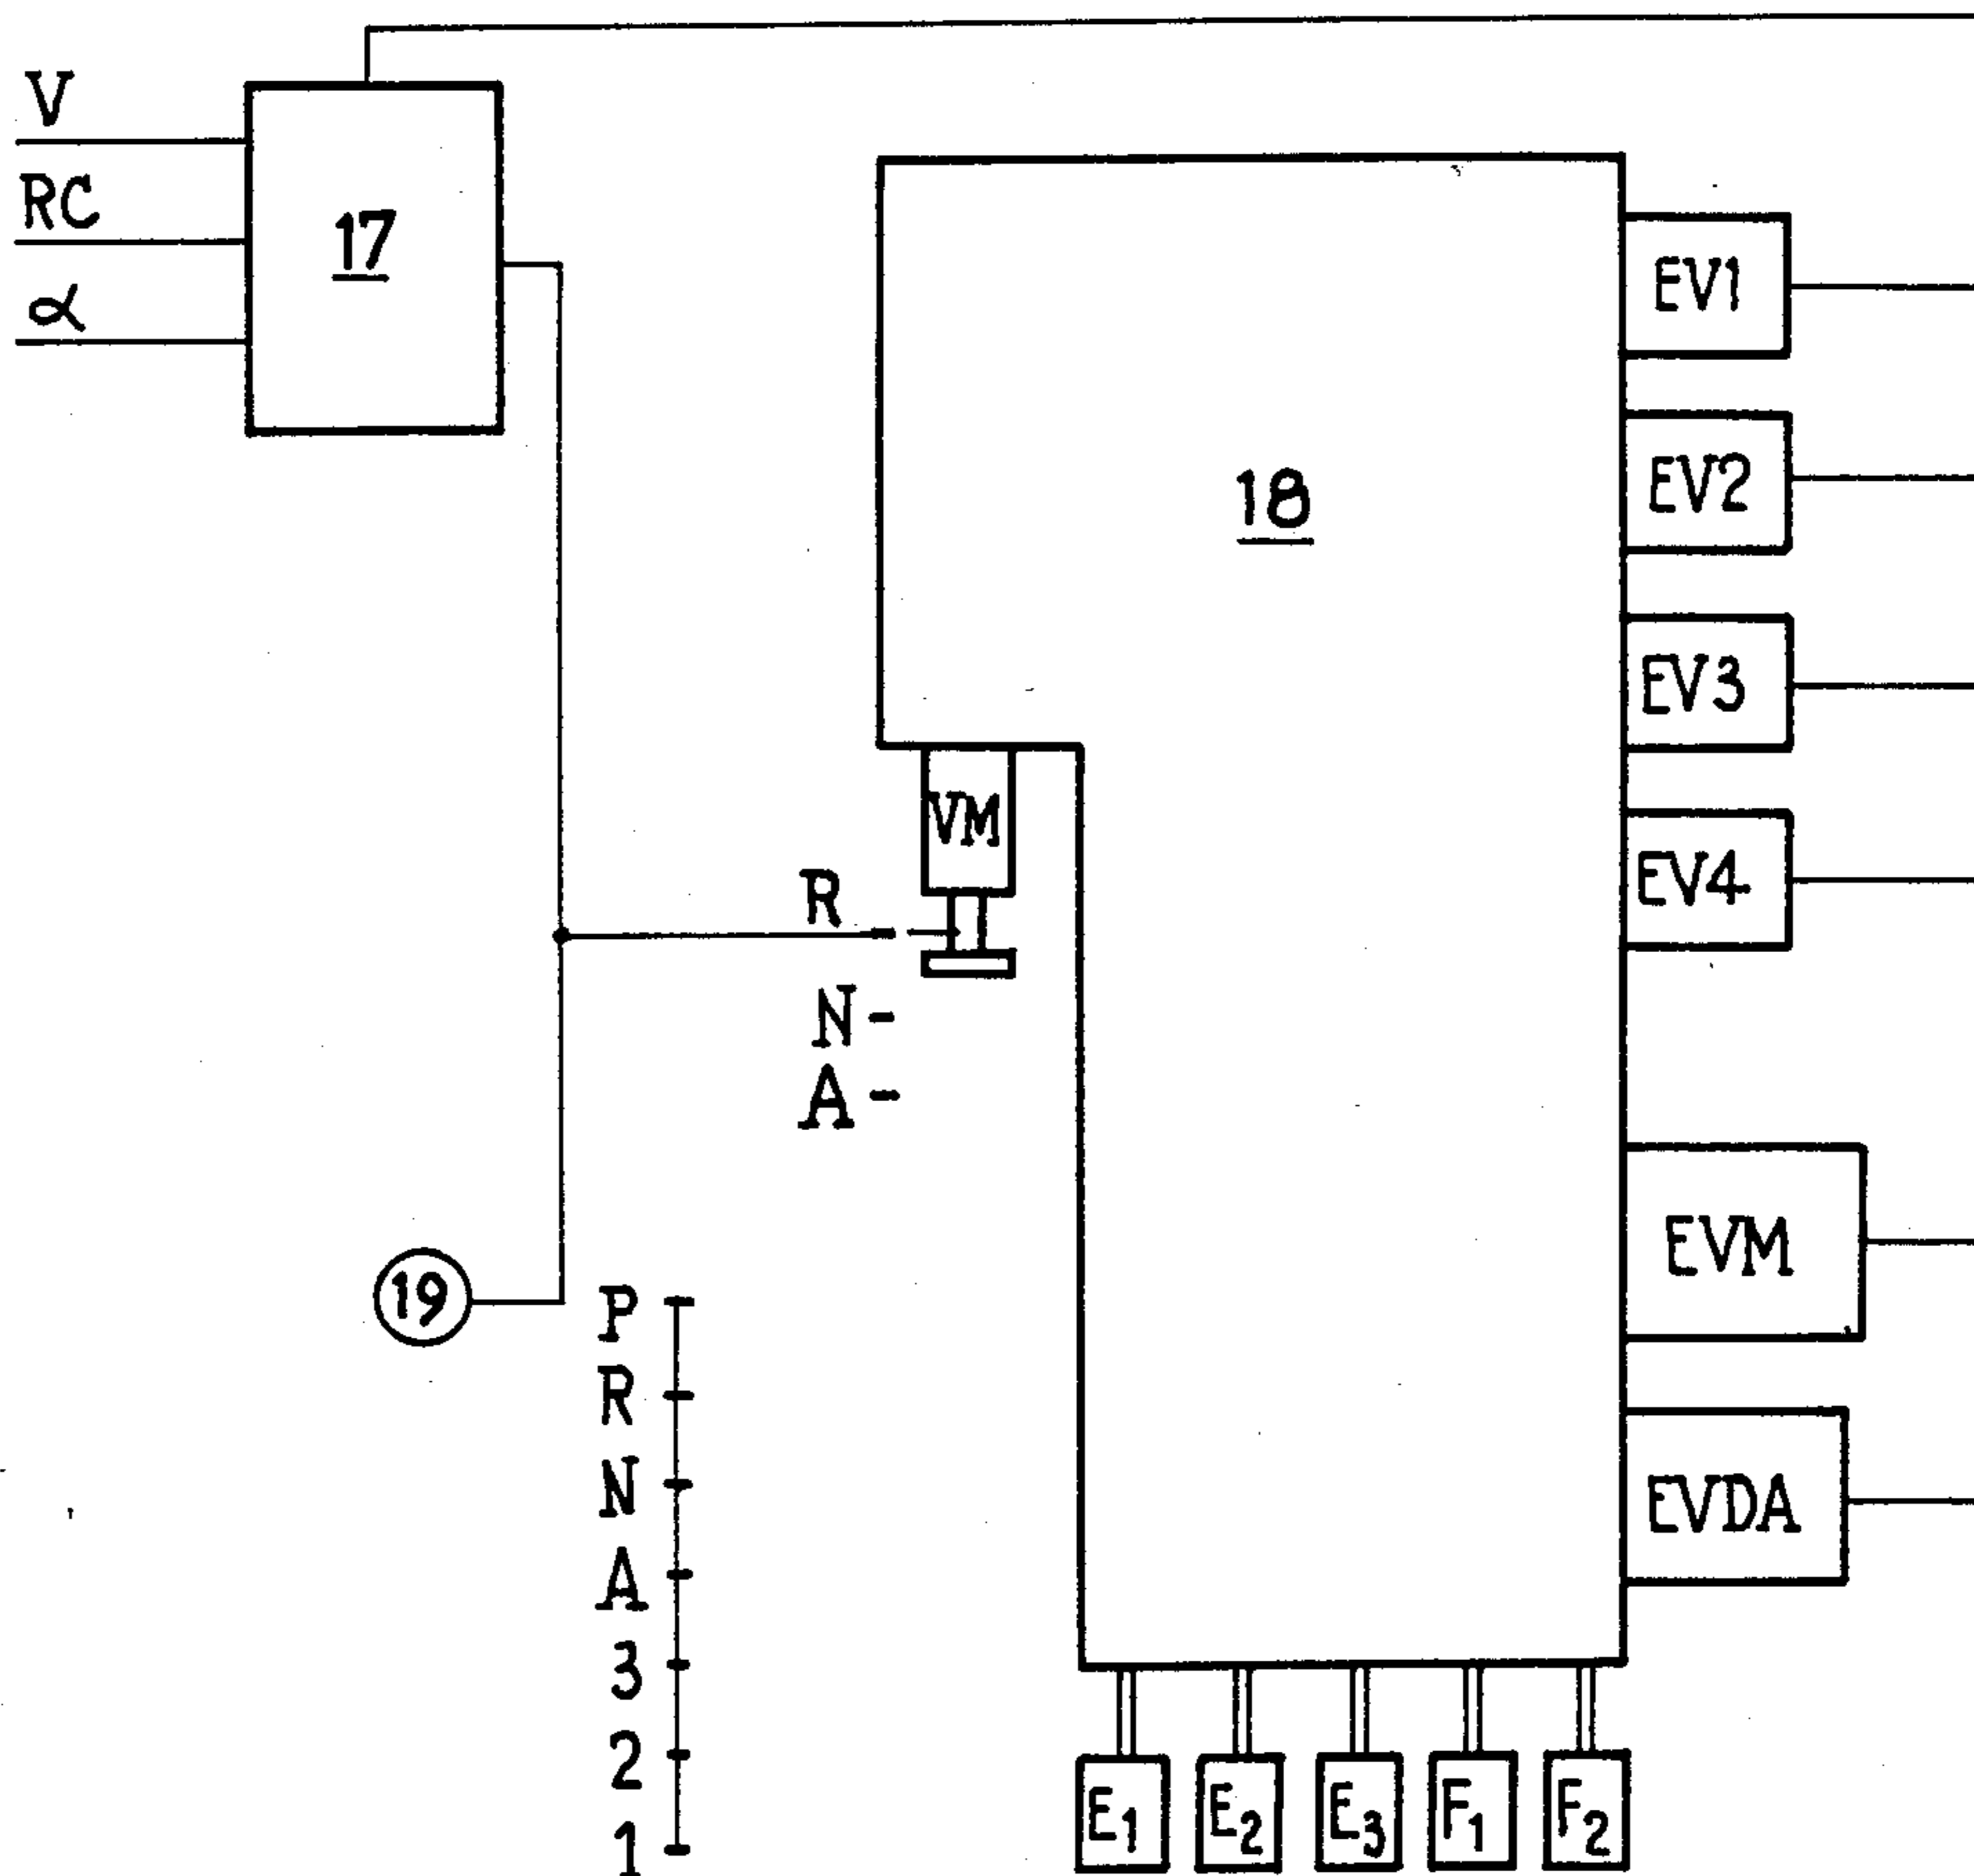 V
RC
α
17
18
EV1
EV2
EV3
EV4
VM
R
N-
A-
EVM
19
P
R
N
A
3
2
1
EVDA
E₁
E₂
E₃
F₁
F₂